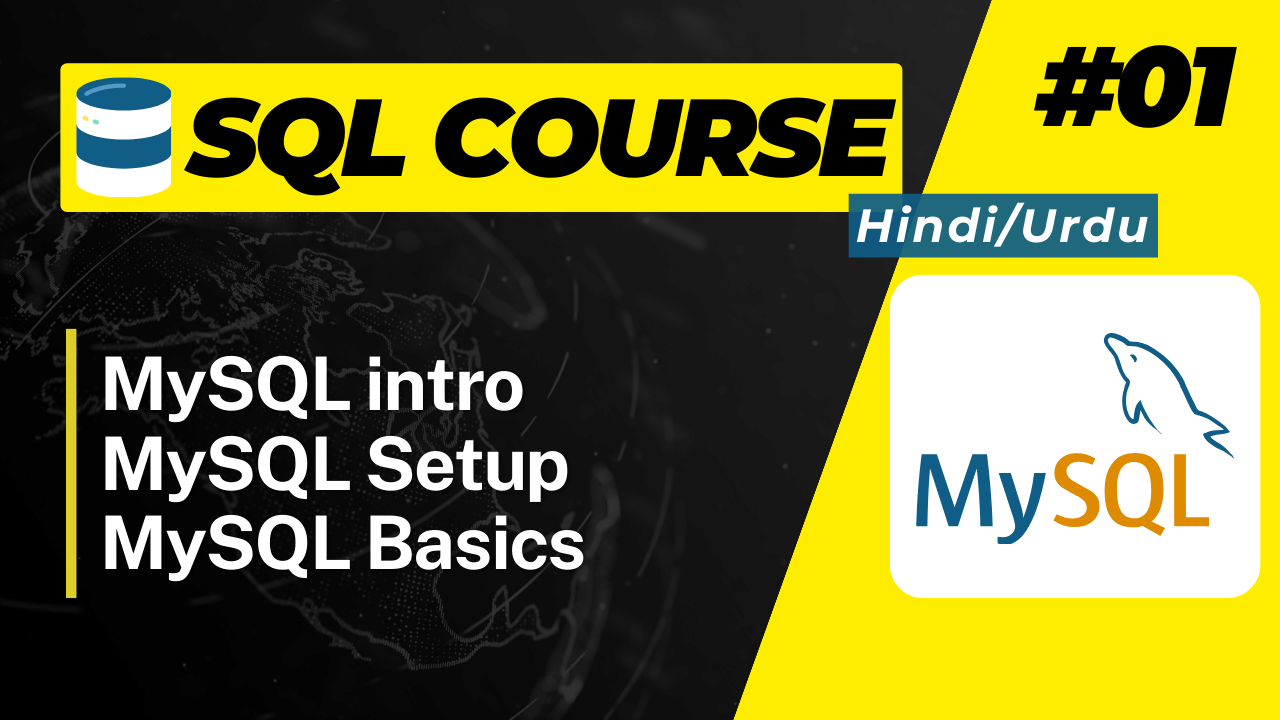 SQL COURSE
#01
Hindi/Urdu
MySQL intro
MySQL Setup
MySQL Basics
MySQL